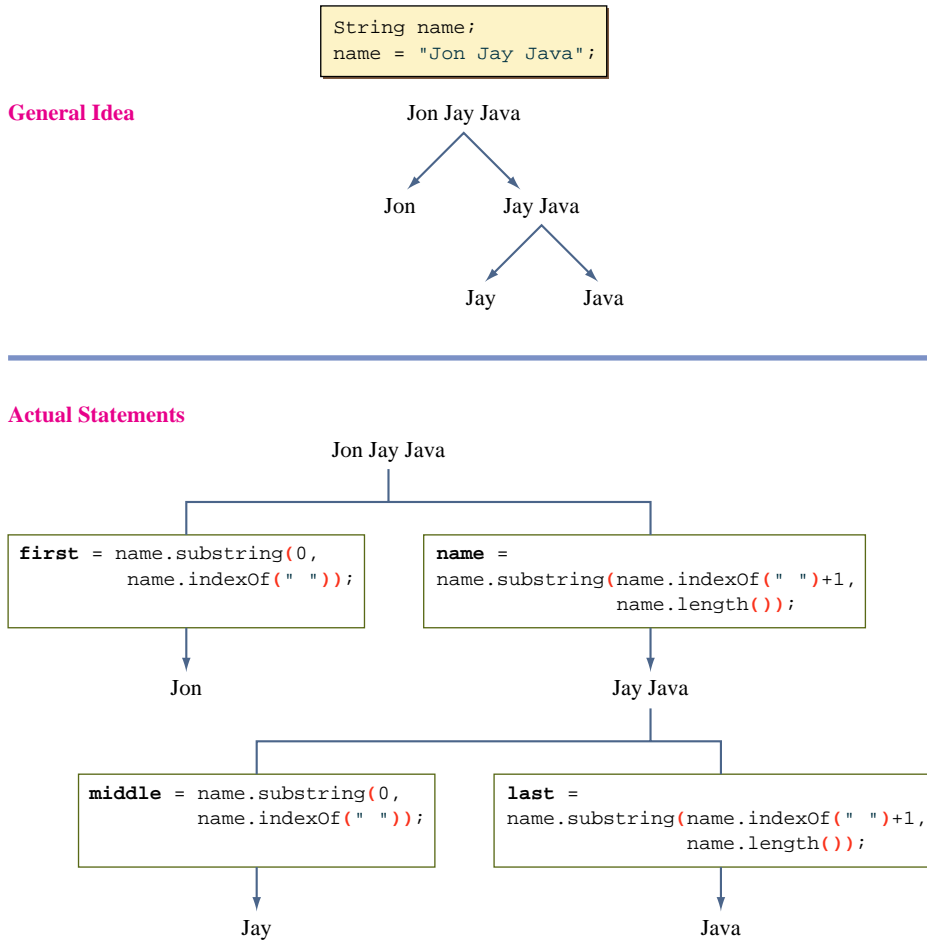 String name;
name = "Jon Jay Java";
General Idea
Jon Jay Java
Jon
Jay Java
Jay
Java
Actual Statements
Jon Jay Java
first = name.substring(0,
name.indexOf(" "));
name =
name.substring(name.indexOf(" ")+1,
name.length());
Jon
Jay Java
middle = name.substring(0,
name.indexOf(" "));
last =
name.substring(name.indexOf(" ")+1,
name.length());
Jay
Java